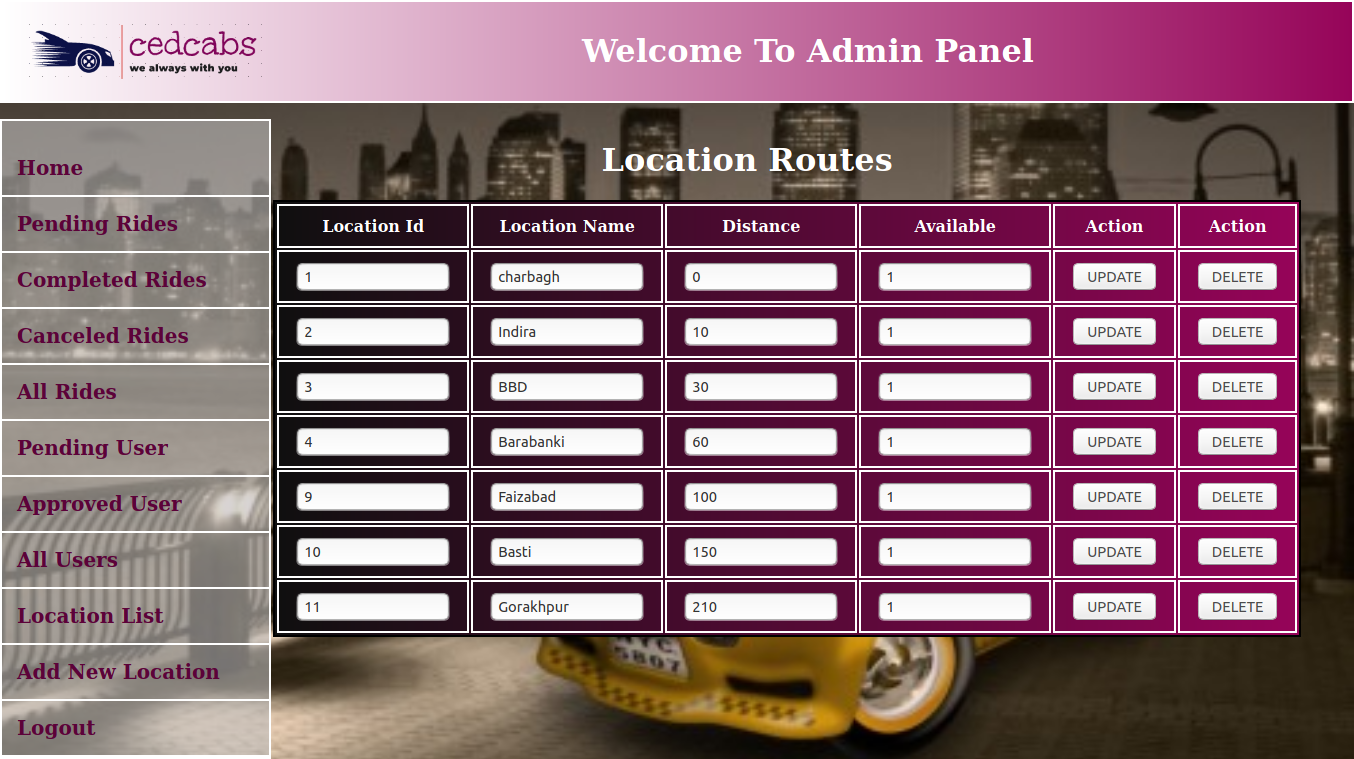 cedcabs
we always with you
Welcome To Admin Panel
Home
Pending Rides
Completed Rides
Canceled Rides
All Rides
Pending User
Approved User
All Users
Location List
Add New Location
Logout
Location Routes
Location Id Location Name Distance Available Action Action
1 charbagh 0 1 UPDATE DELETE
2 Indira 10 1 UPDATE DELETE
3 BBD 30 1 UPDATE DELETE
4 Barabanki 60 1 UPDATE DELETE
9 Faizabad 100 1 UPDATE DELETE
10 Basti 150 1 UPDATE DELETE
11 Gorakhpur 210 1 UPDATE DELETE
5807